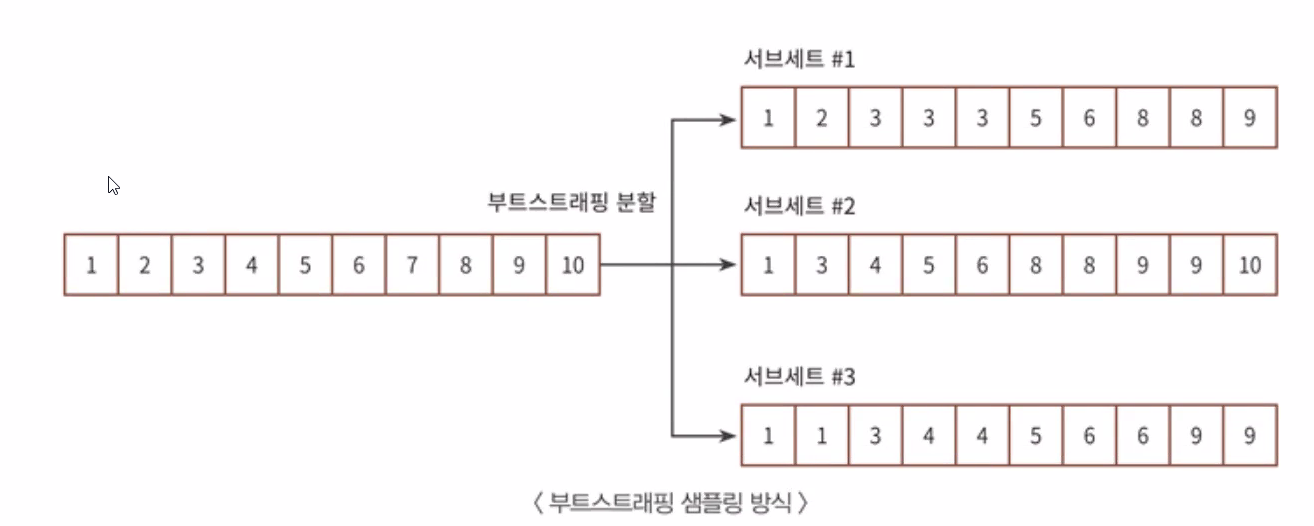 서브세트 #1
1 2 3 3 3 5 6 8 8 9
부트스트래핑 분할
서브세트 #2
1 2 3 4 5 6 7 8 9 10
1 3 4 5 6 8 8 9 9 10
서브세트 #3
1 1 3 4 4 5 6 6 9 9
〈 부트스트래핑 샘플링 방식 〉